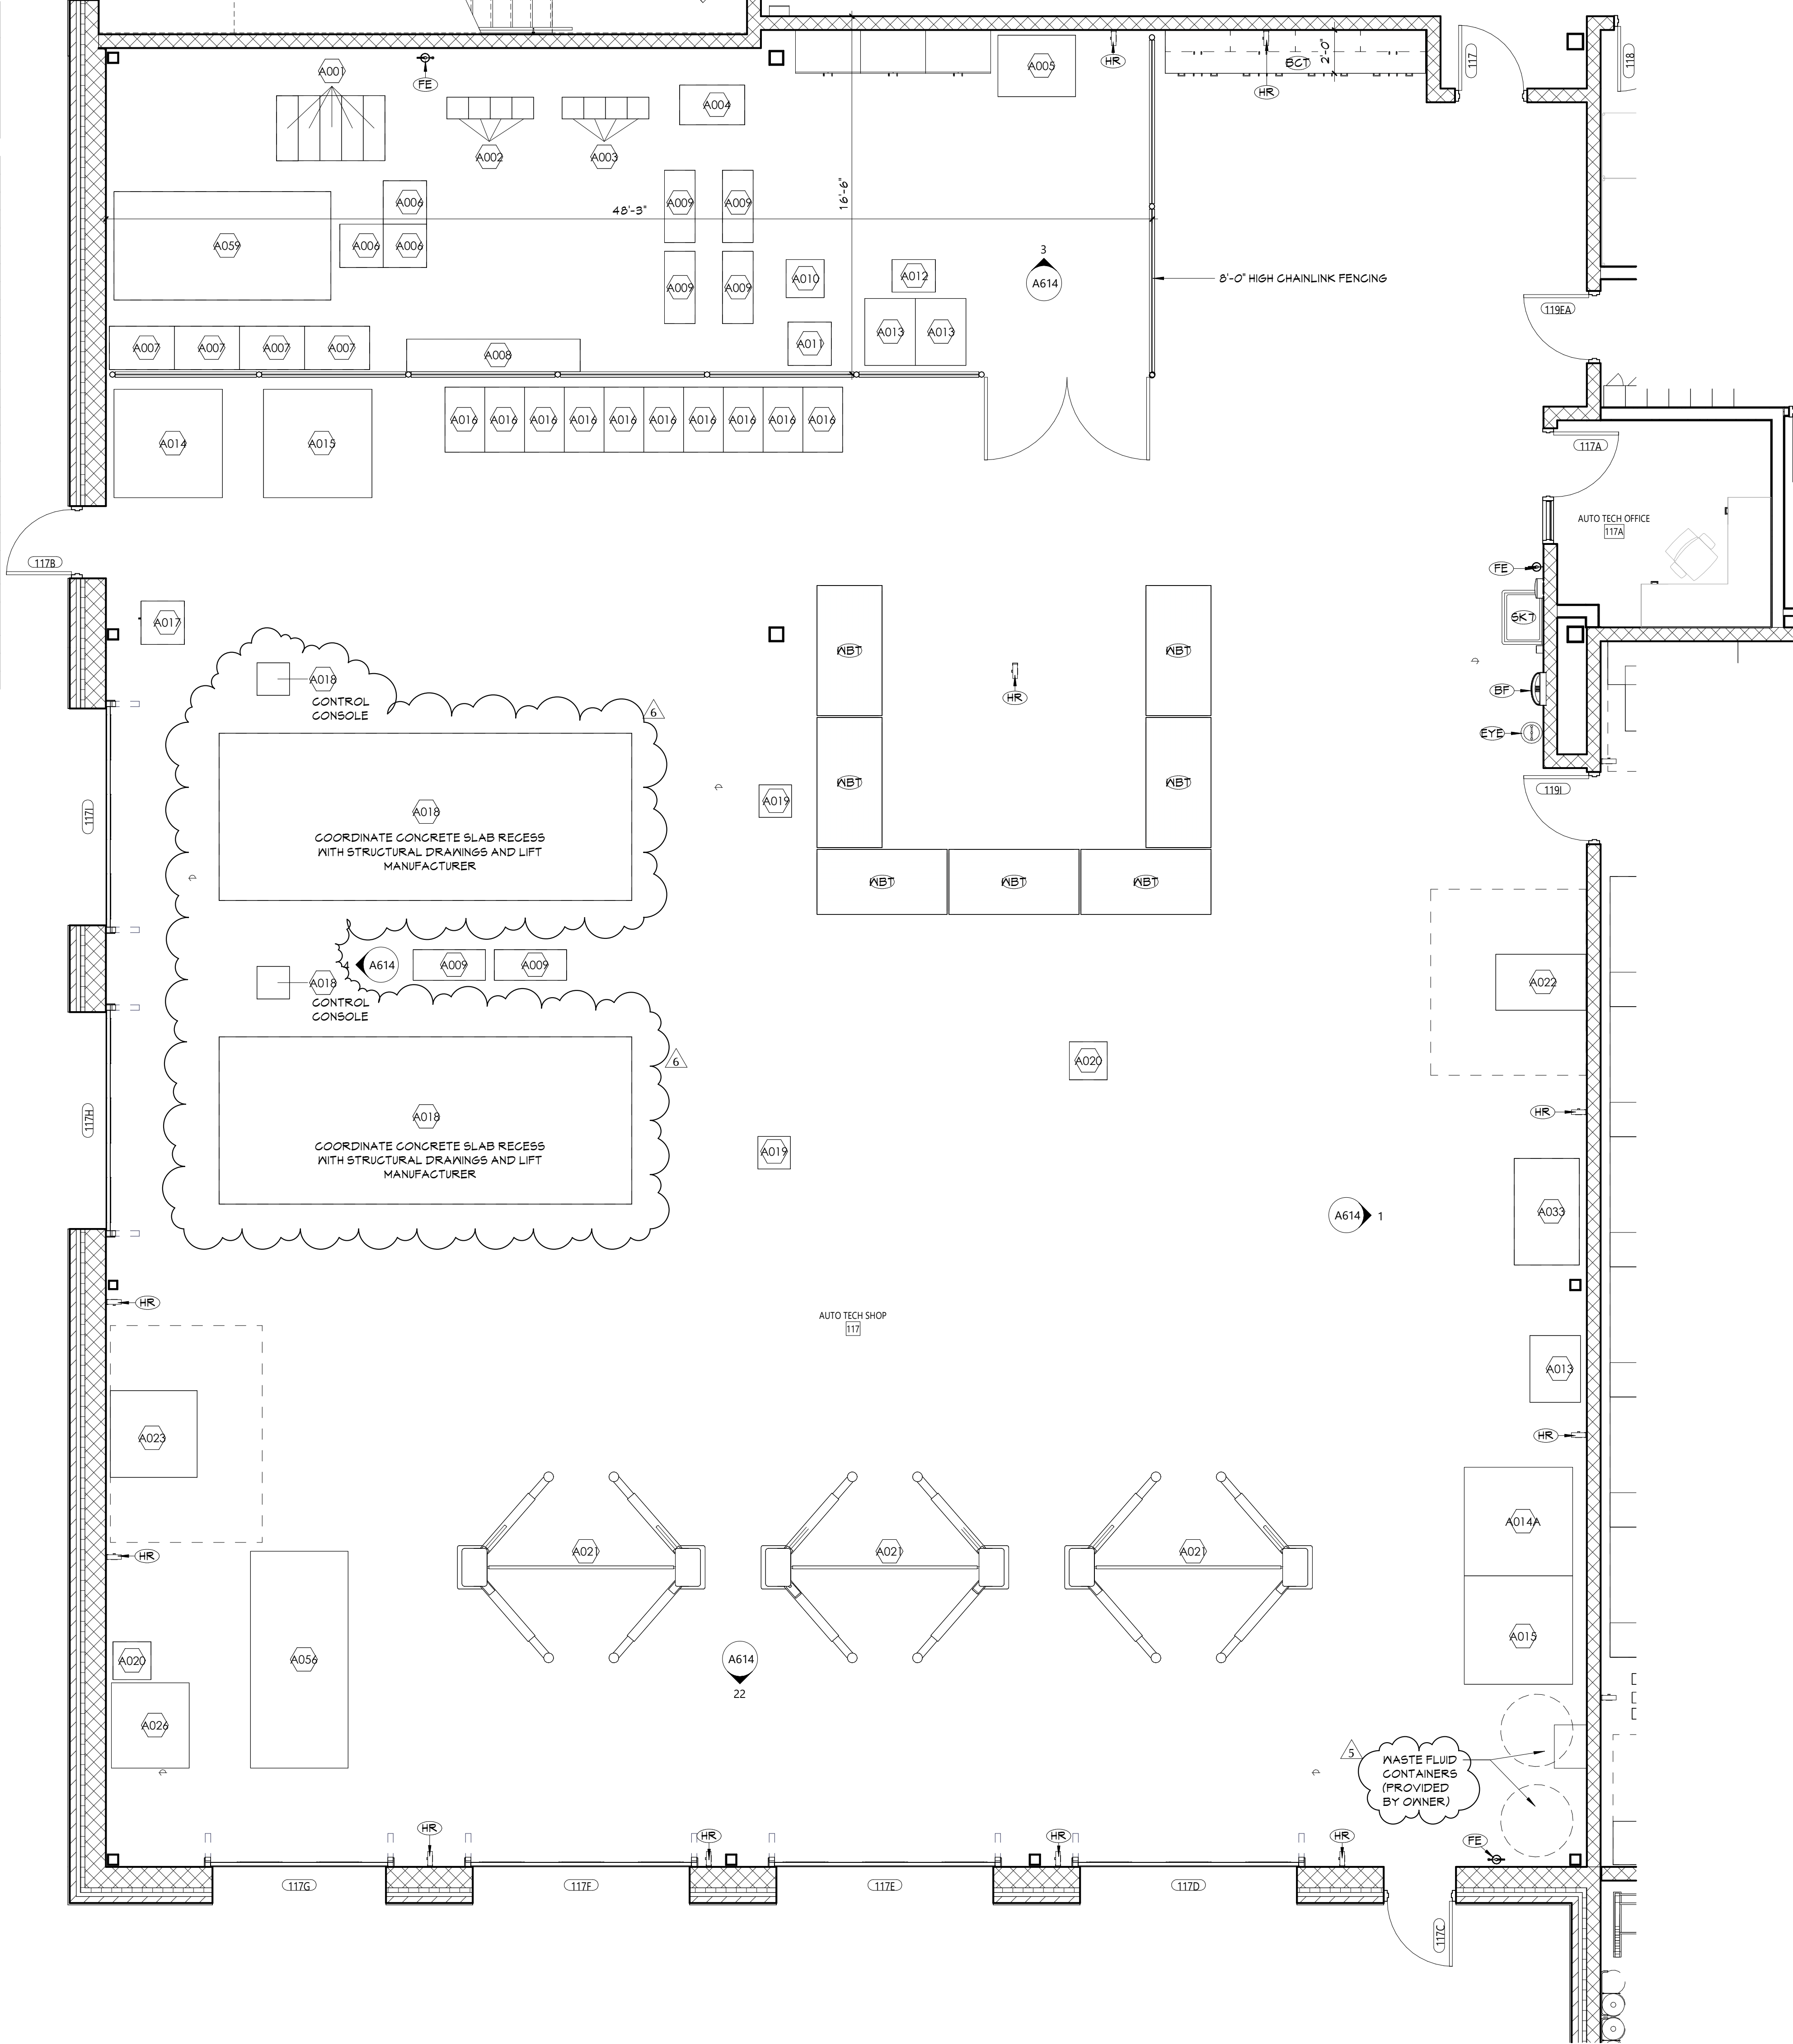 A001
FE
A002
A003
A004
A005
HR
BCT
2'-0"
HR
117
118
16'-6"
48'-3"
A006
A006
A006
A059
A009
A009
A009
A009
A010
A012
3
A614
8'-0" HIGH CHAINLINK FENCING
119EA
A007
A007
A007
A007
A008
A011
A013
A013
A014
A015
A016
A016
A016
A016
A016
A016
A016
A016
A016
A016
117A
AUTO TECH OFFICE
117A
117B
FE
SKT
A017
A018
CONTROL
CONSOLE
6
WBT
WBT
HR
BF
EYE
117I
A018
COORDINATE CONCRETE SLAB RECESS
WITH STRUCTURAL DRAWINGS AND LIFT
MANUFACTURER
A019
WBT
WBT
119I
WBT
WBT
WBT
4
A614
A009
A009
A018
CONTROL
CONSOLE
A022
6
A020
117H
A018
COORDINATE CONCRETE SLAB RECESS
WITH STRUCTURAL DRAWINGS AND LIFT
MANUFACTURER
A019
HR
A614
1
A033
HR
AUTO TECH SHOP
117
A013
A023
HR
HR
A021
A021
A021
A014A
A015
A020
A056
A614
22
A026
5
WASTE FLUID
CONTAINERS
(PROVIDED
BY OWNER)
HR
HR
HR
HR
FE
117G
117F
117E
117D
117C